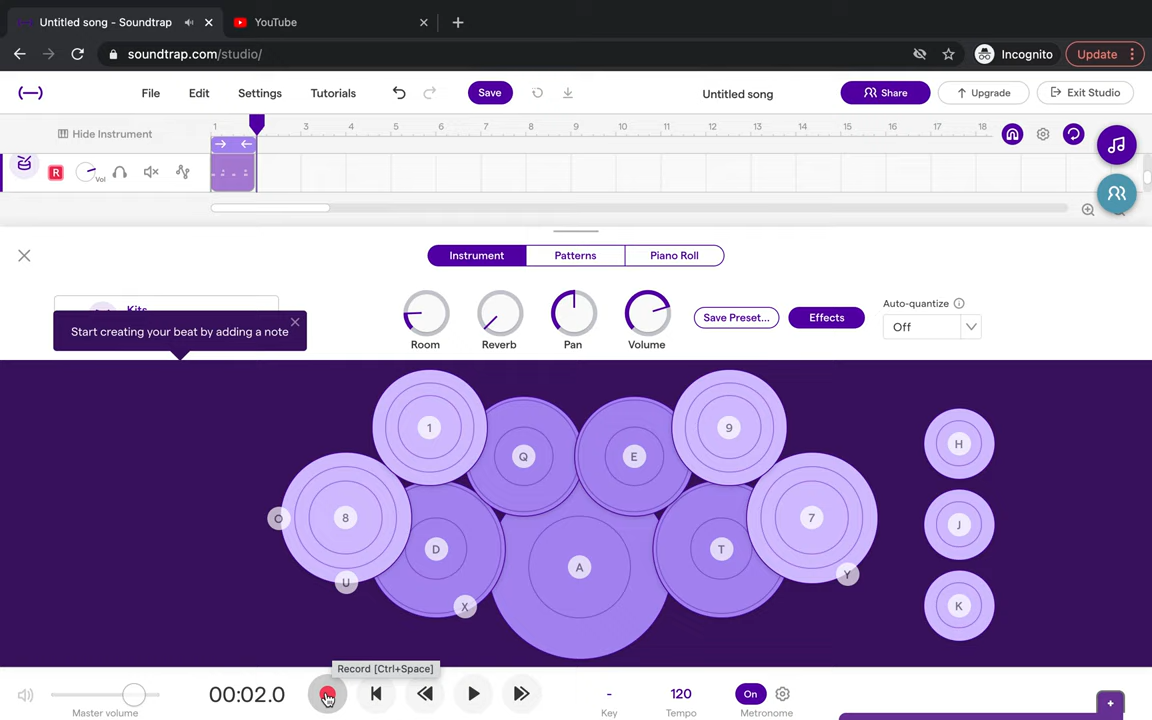 Untitled song - Soundtrap
YouTube
soundtrap.com/studio/
Incognito
Update
File
Edit
Settings
Tutorials
Save
Untitled song
Share
Upgrade
Exit Studio
Hide Instrument
1 3 4 5 6 7 8 9 10 11 12 13 14 15 16 17 18
R
Vol
Instrument
Patterns
Piano Roll
Kits
Start creating your beat by adding a note
Room
Reverb
Pan
Volume
Save Preset...
Effects
Auto-quantize
Off
1
Q
E
9
H
8
O
U
D
X
A
T
7
Y
J
K
Record [Ctrl+Space]
Master volume
00:02.0
-
Key
120
Tempo
On
Metronome